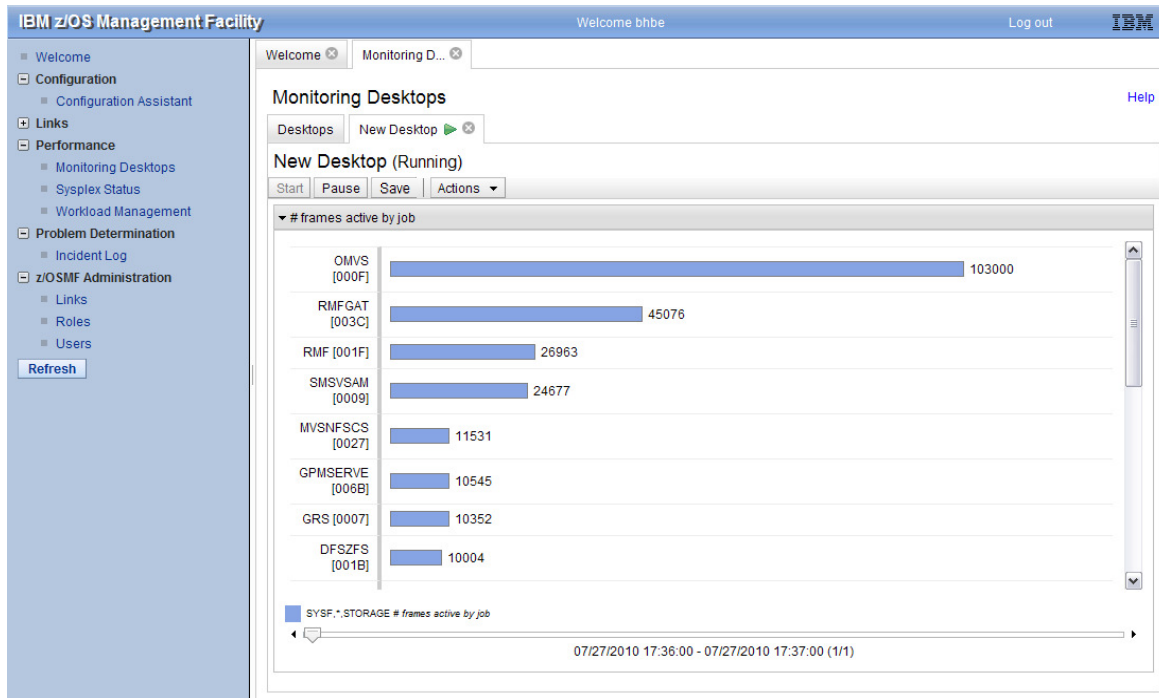 IBM z/OS Management Facility
Welcome bhbe
Log out
IBM
Welcome
Configuration
Configuration Assistant
Links
Performance
Monitoring Desktops
Sysplex Status
Workload Management
Problem Determination
Incident Log
z/OSMF Administration
Links
Roles
Users
Refresh
Welcome
Monitoring D...
Monitoring Desktops
Help
Desktops
New Desktop
New Desktop (Running)
Start
Pause
Save
Actions
# frames active by job
OMVS
[000F]
103000
RMFGAT
[003C]
45076
RMF [001F]
26963
SMSVSAM
[0009]
24677
MVSNFSCS
[0027]
11531
GPMSERVE
[006B]
10545
GRS [0007]
10352
DFSZFS
[001B]
10004
SYSF,*,STORAGE # frames active by job
07/27/2010 17:36:00 - 07/27/2010 17:37:00 (1/1)